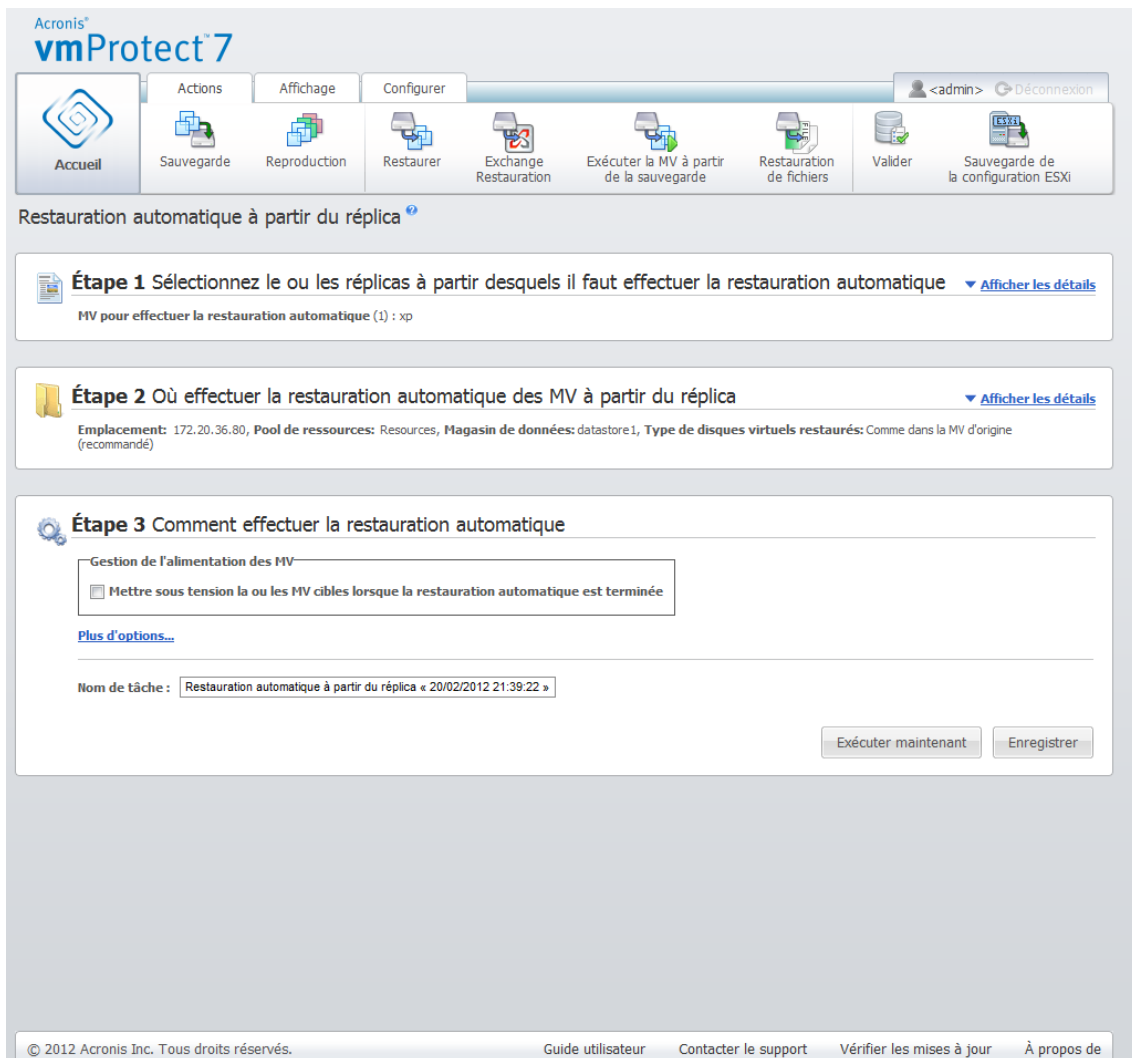 Acronis®
vmProtect™ 7
Actions
Affichage
Configurer
<admin>
Déconnexion
Accueil
Sauvegarde
Reproduction
Restaurer
Exchange
Restauration
Exécuter la MV à partir
de la sauvegarde
Restauration
de fichiers
Valider
ESXi
Sauvegarde de
la configuration ESXi
Restauration automatique à partir du réplica
Étape 1 Sélectionnez le ou les réplicas à partir desquels il faut effectuer la restauration automatique
Afficher les détails
MV pour effectuer la restauration automatique (1) : xp
Étape 2 Où effectuer la restauration automatique des MV à partir du réplica
Afficher les détails
Emplacement: 172.20.36.80, Pool de ressources: Resources, Magasin de données: datastore1, Type de disques virtuels restaurés: Comme dans la MV d'origine
(recommandé)
Étape 3 Comment effectuer la restauration automatique
Gestion de l'alimentation des MV
Mettre sous tension la ou les MV cibles lorsque la restauration automatique est terminée
Plus d'options...
Nom de tâche : Restauration automatique à partir du réplica « 20/02/2012 21:39:22 »
Exécuter maintenant
Enregistrer
© 2012 Acronis Inc. Tous droits réservés.
Guide utilisateur
Contacter le support
Vérifier les mises à jour
À propos de